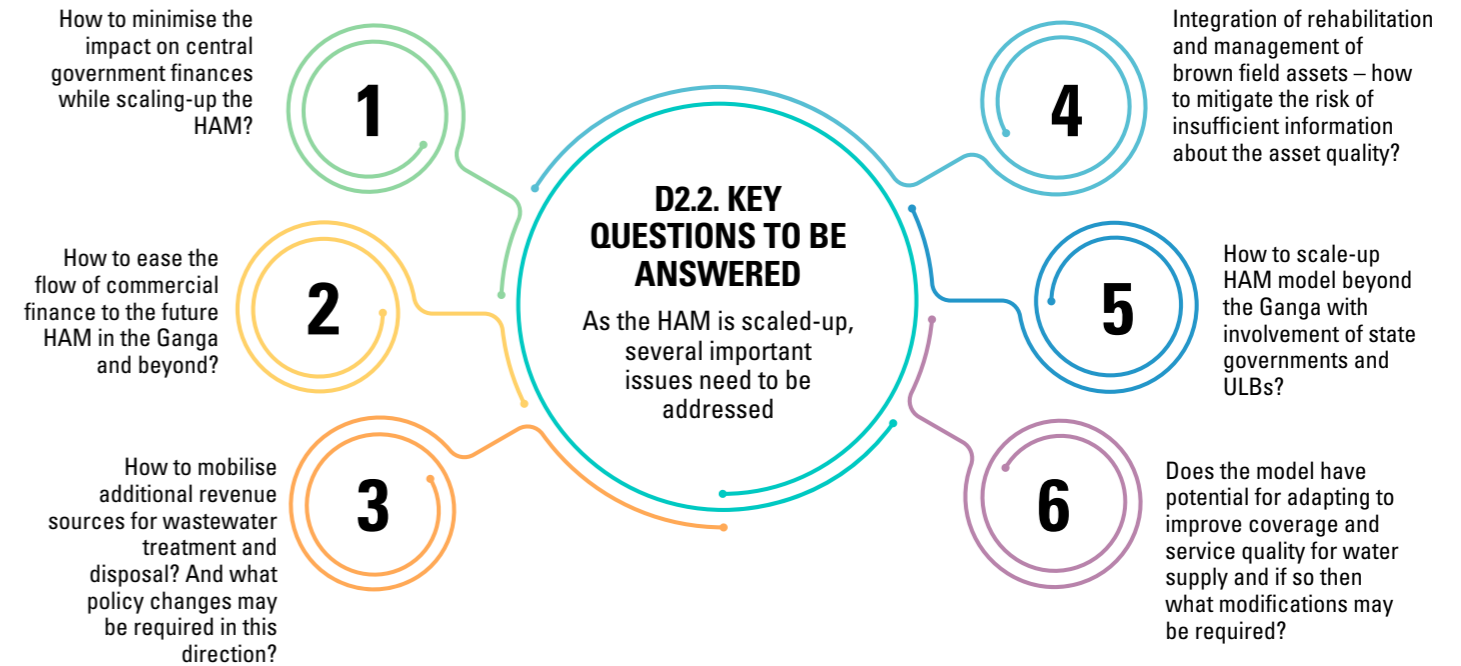 D2.2. KEY
QUESTIONS TO BE
ANSWERED
As the HAM is scaled-up,
several important
issues need to be
addressed
1
How to minimise the
impact on central
government finances
while scaling-up the
HAM?
2
How to ease the
flow of commercial
finance to the future
HAM in the Ganga
and beyond?
3
How to mobilise
additional revenue
sources for wastewater
treatment and
disposal? And what
policy changes may
be required in this
direction?
4
Integration of rehabilitation
and management of
brown field assets – how
to mitigate the risk of
insufficient information
about the asset quality?
5
How to scale-up
HAM model beyond
the Ganga with
involvement of state
governments and
ULBs?
6
Does the model have
potential for adapting to
improve coverage and
service quality for water
supply and if so then
what modifications may
be required?